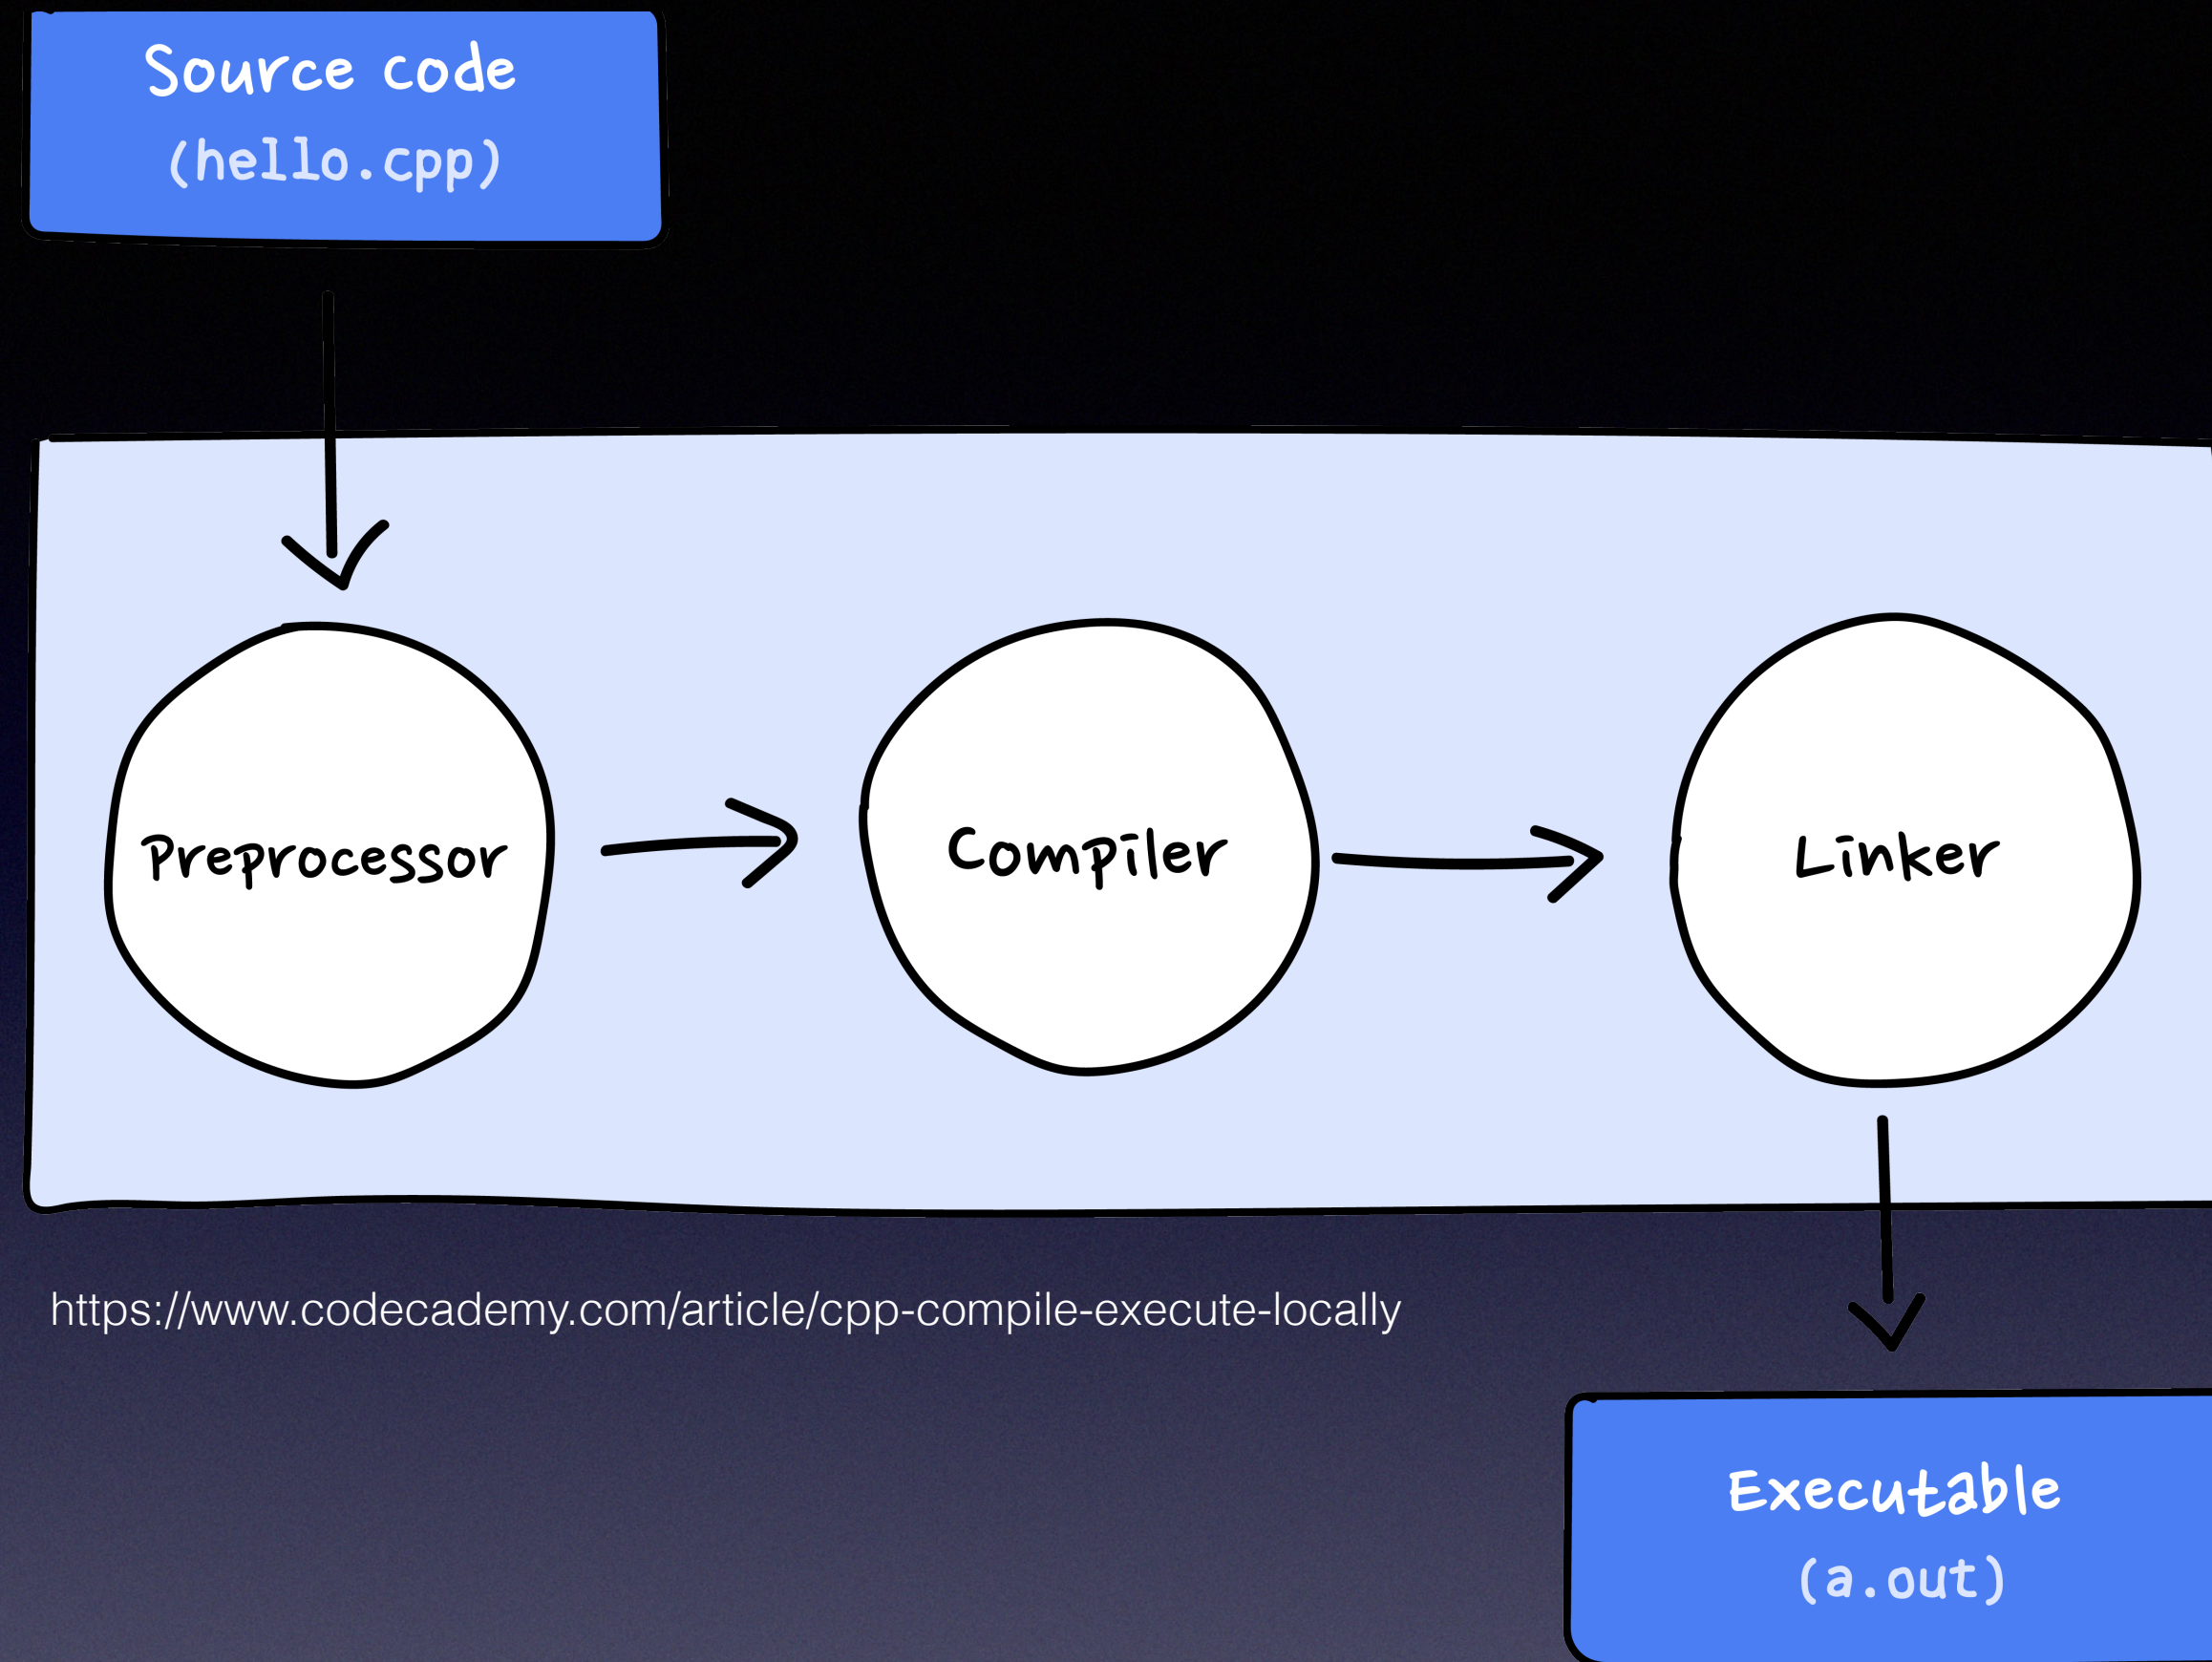 Source code
(hello.cpp)
Preprocessor
Compiler
Linker
https://www.codecademy.com/article/cpp-compile-execute-locally
Executable
(a.out)